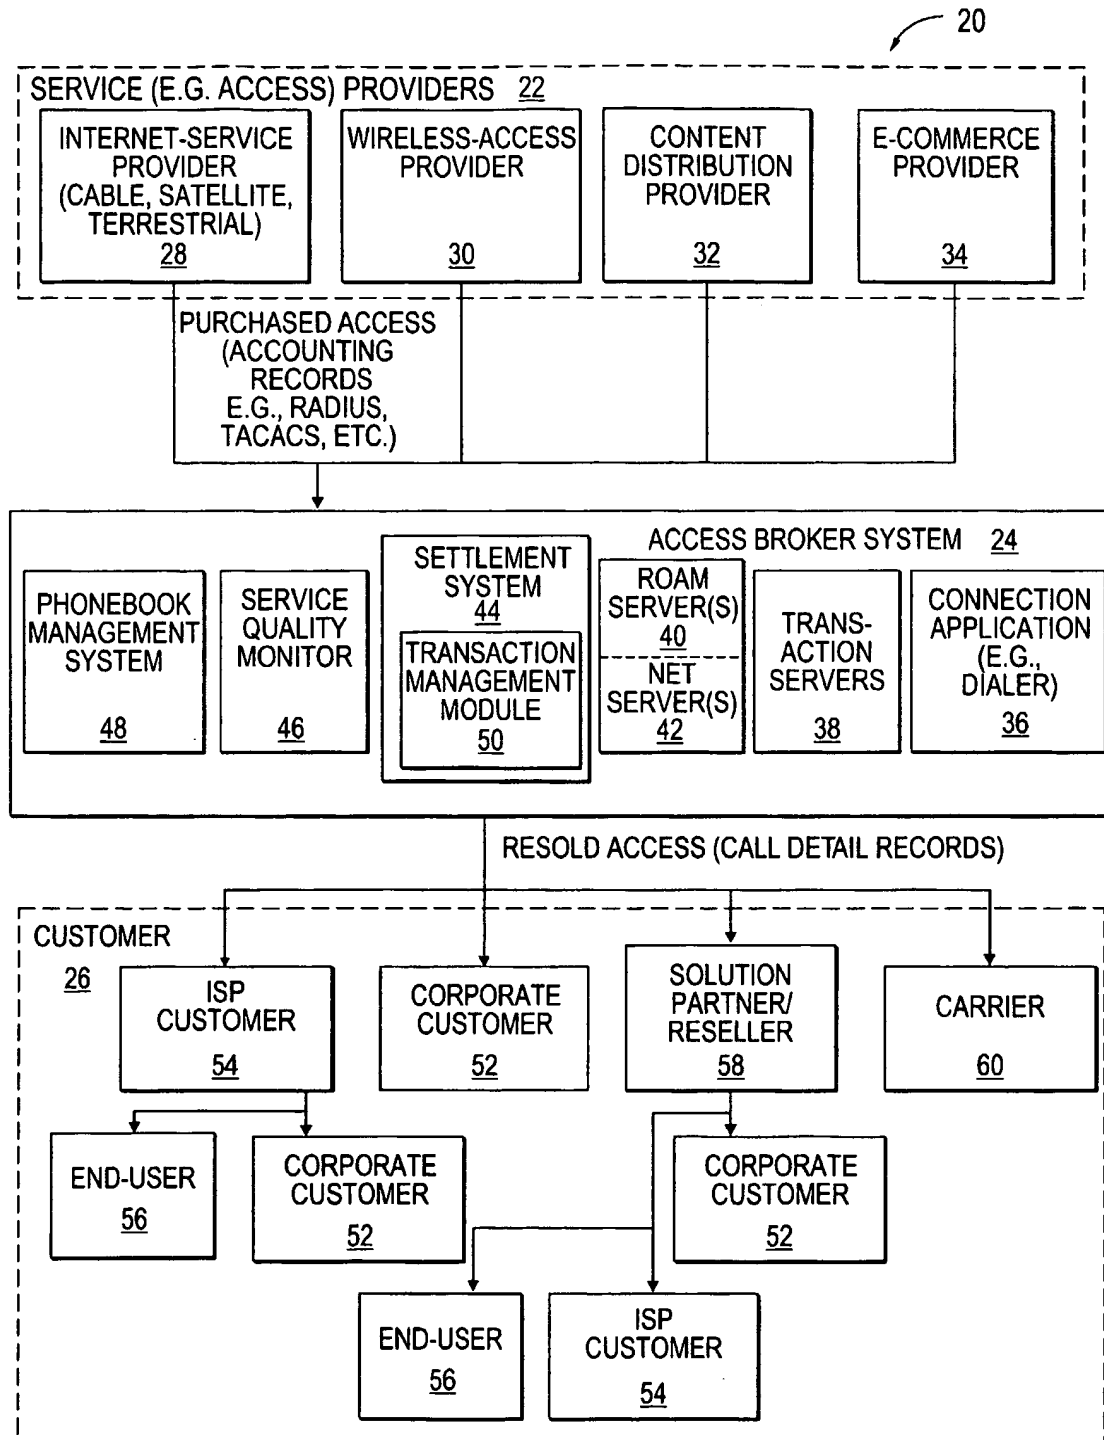 20
SERVICE (E.G. ACCESS) PROVIDERS 22
INTERNET-SERVICE
PROVIDER
(CABLE, SATELLITE,
TERRESTRIAL)
28
WIRELESS-ACCESS
PROVIDER
30
CONTENT
DISTRIBUTION
PROVIDER
32
E-COMMERCE
PROVIDER
34
PURCHASED ACCESS
(ACCOUNTING
RECORDS
E.G., RADIUS,
TACACS, ETC.)
ACCESS BROKER SYSTEM 24
PHONEBOOK
MANAGEMENT
SYSTEM
48
SERVICE
QUALITY
MONITOR
46
SETTLEMENT
SYSTEM
44
TRANSACTION
MANAGEMENT
MODULE
50
ROAM
SERVER(S)
40
NET
SERVER(S)
42
TRANS-
ACTION
SERVERS
38
CONNECTION
APPLICATION
(E.G.,
DIALER)
36
RESOLD ACCESS (CALL DETAIL RECORDS)
CUSTOMER
26
ISP
CUSTOMER
54
CORPORATE
CUSTOMER
52
SOLUTION
PARTNER/
RESELLER
58
CARRIER
60
END-USER
56
CORPORATE
CUSTOMER
52
CORPORATE
CUSTOMER
52
END-USER
56
ISP
CUSTOMER
54